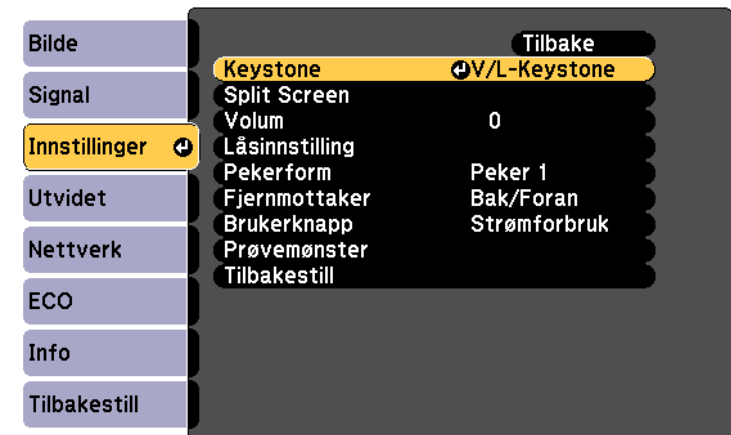 Bilde
Signal
Innstillinger
Utvidet
Nettverk
ECO
Info
Tilbakestill
Tilbake
Keystone V/L-Keystone
Split Screen
Volum 0
Låsinnstilling
Pekerform Peker 1
Fjernmottaker Bak/Foran
Brukerknapp Strømforbruk
Prøvemønster
Tilbakestill